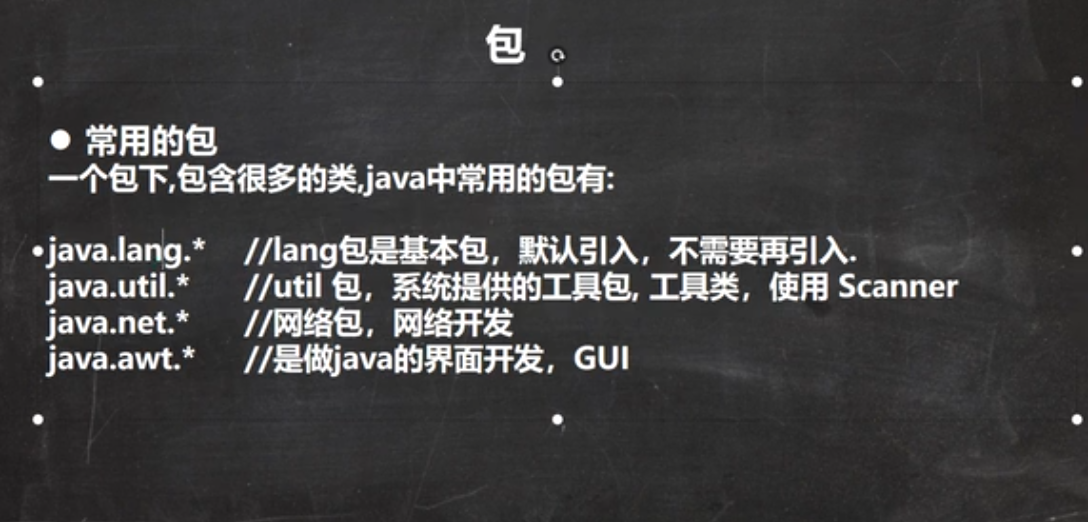 包
● 常用的包
一个包下,包含很多的类,java中常用的包有:
java.lang.* //lang包是基本包，默认引入，不需要再引入.
java.util.* //util 包，系统提供的工具包, 工具类，使用 Scanner
java.net.* //网络包，网络开发
java.awt.* //是做java的界面开发，GUI